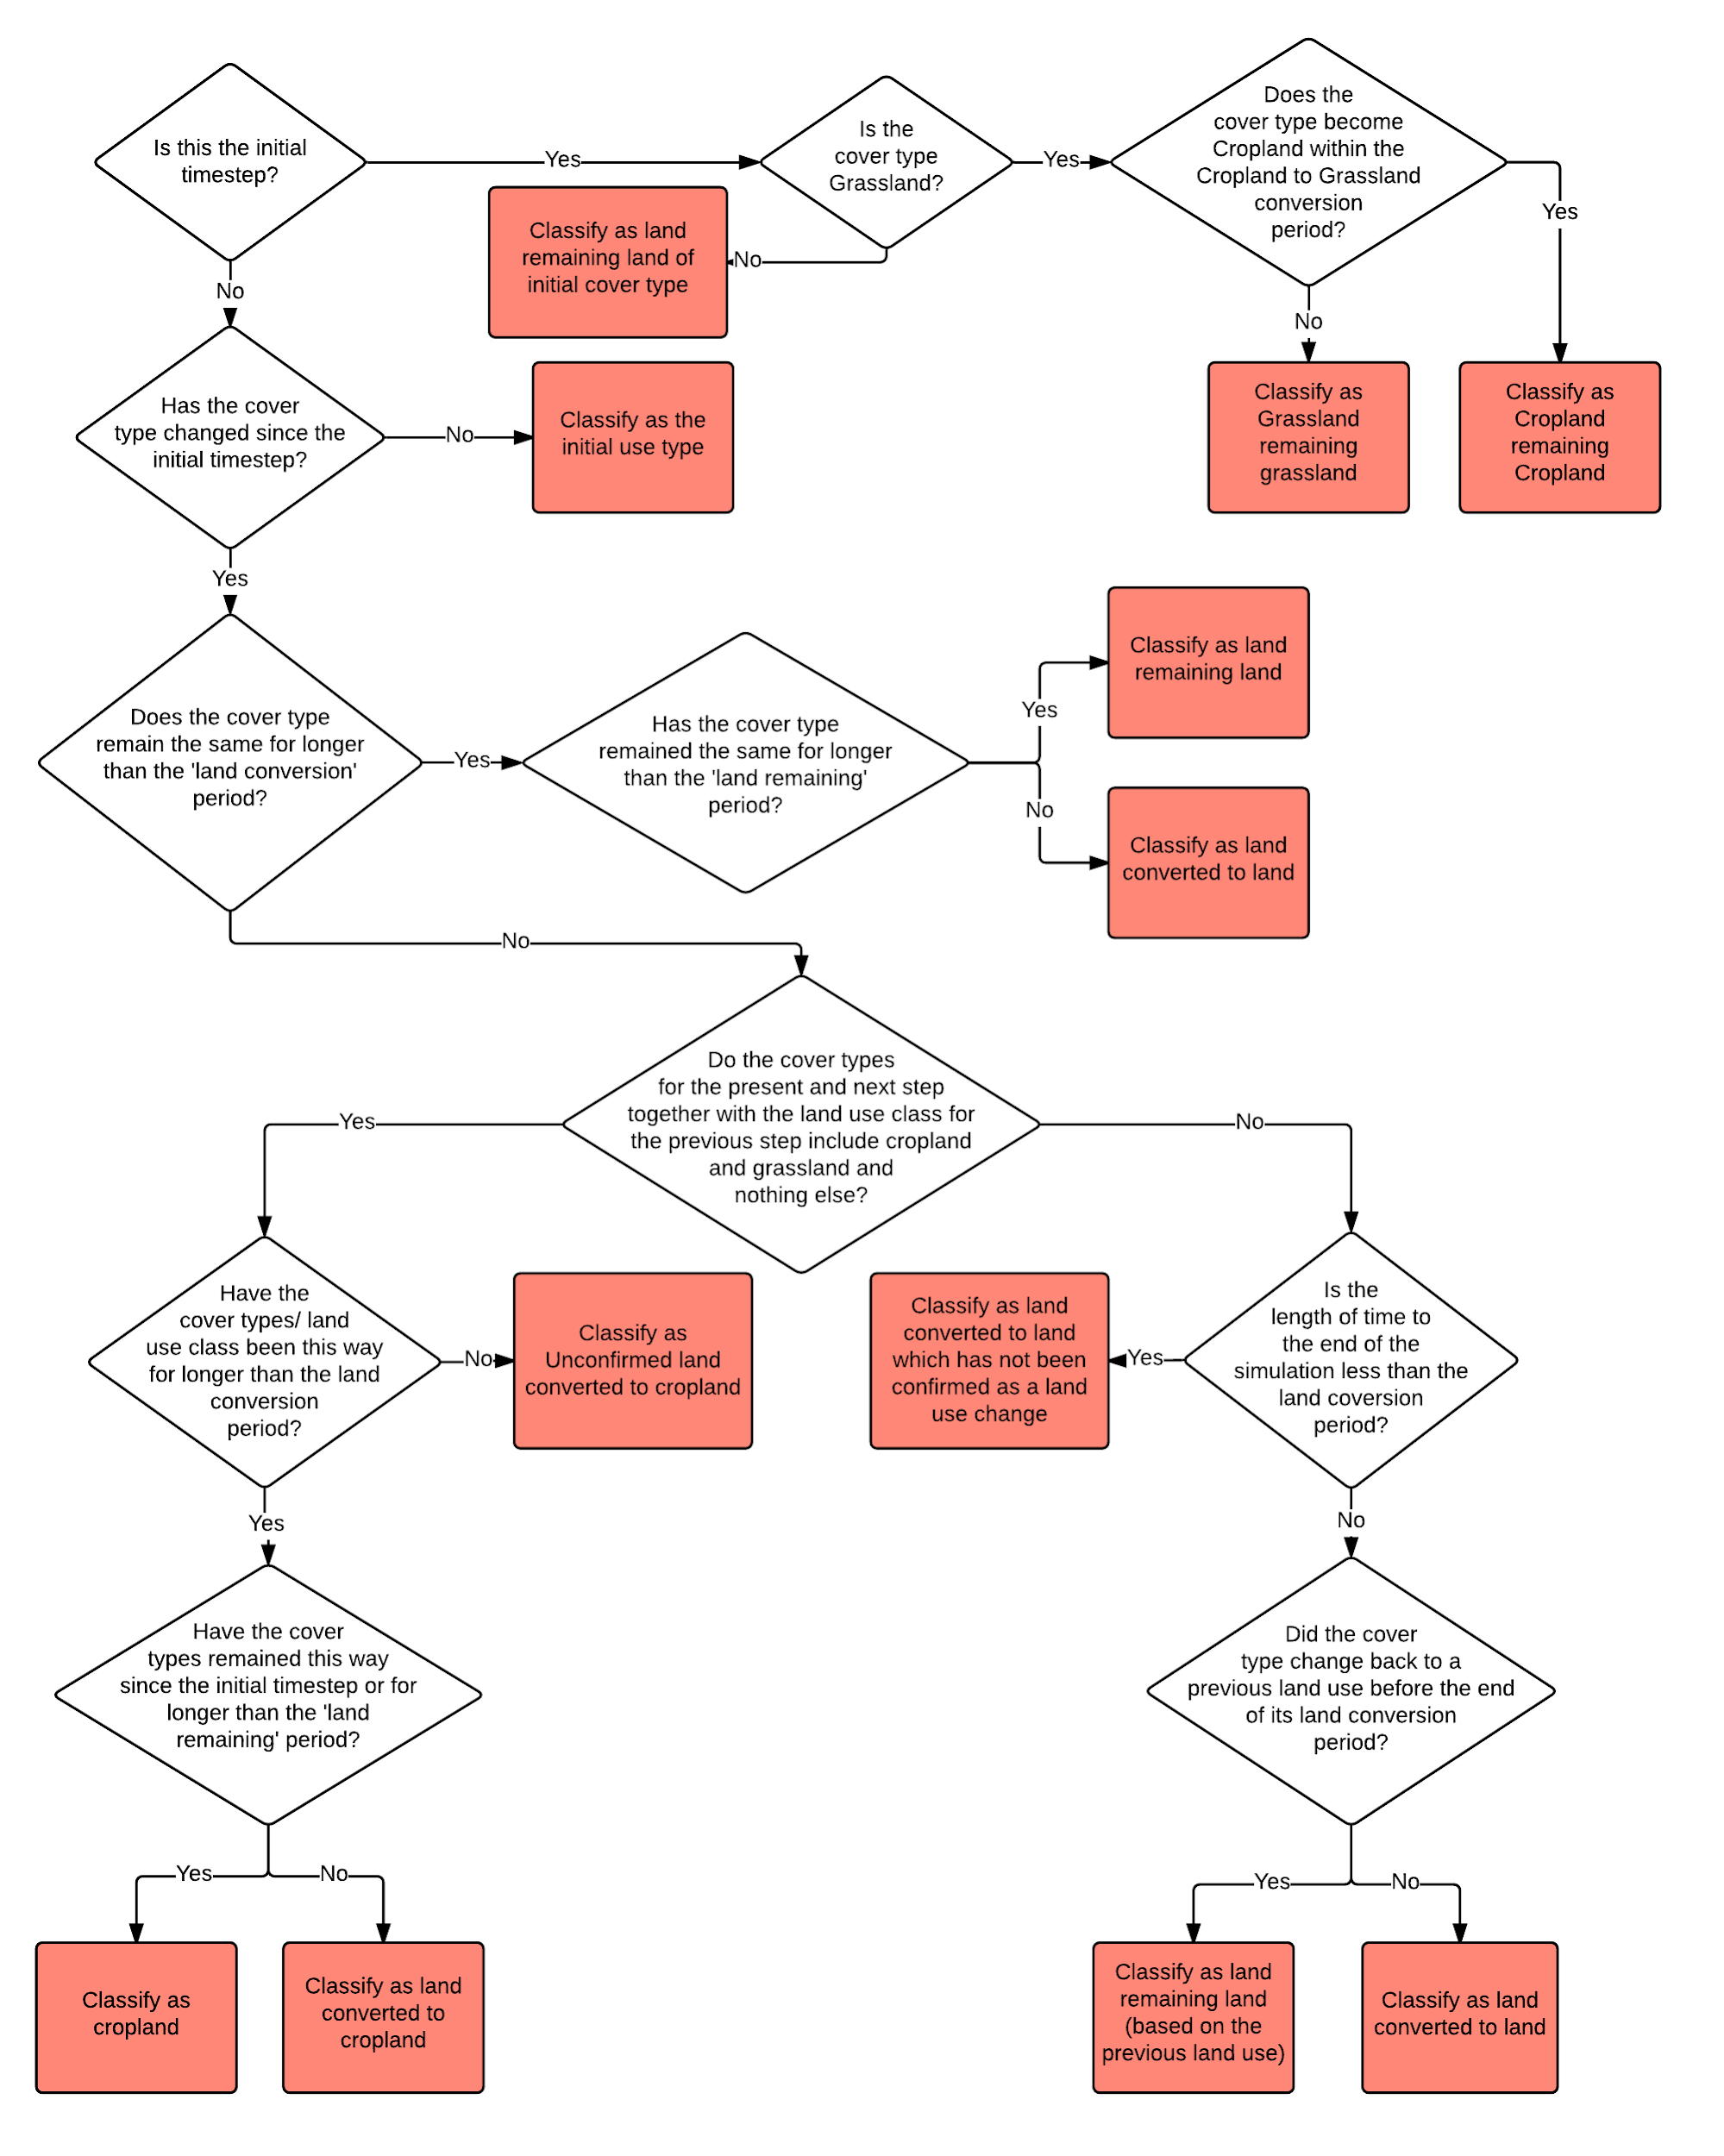 Is this the initial
timestep?
Yes
Is the
cover type
Grassland?
Yes
Does the
cover type become
Cropland within the
Cropland to Grassland
conversion
period?
Yes
No
Classify as land
remaining land of
initial cover type
No
No
Classify as
Grassland
remaining
grassland
Classify as
Cropland
remaining
Cropland
Has the cover
type changed since the
initial timestep?
No
Classify as the
initial use type
Yes
Does the cover type
remain the same for longer
than the 'land conversion'
period?
Yes
Has the cover type
remained the same for longer
than the 'land remaining'
period?
Yes
Classify as land
remaining land
No
Classify as land
converted to land
No
Do the cover types
for the present and next step
together with the land use class for
the previous step include cropland
and grassland and
nothing else?
Yes
No
Have the
cover types/ land
use class been this way
for longer than the land
conversion
period?
No
Classify as
Unconfirmed land
converted to cropland
Classify as land
converted to land
which has not been
confirmed as a land
use change
Yes
Is the
length of time to
the end of the
simulation less than the
land coversion
period?
Yes
No
Have the cover
types remained this way
since the initial timestep or for
longer than the 'land
remaining' period?
Did the cover
type change back to a
previous land use before the end
of its land conversion
period?
Yes
No
Yes
No
Classify as
cropland
Classify as land
converted to
cropland
Classify as land
remaining land
(based on the
previous land use)
Classify as land
converted to land